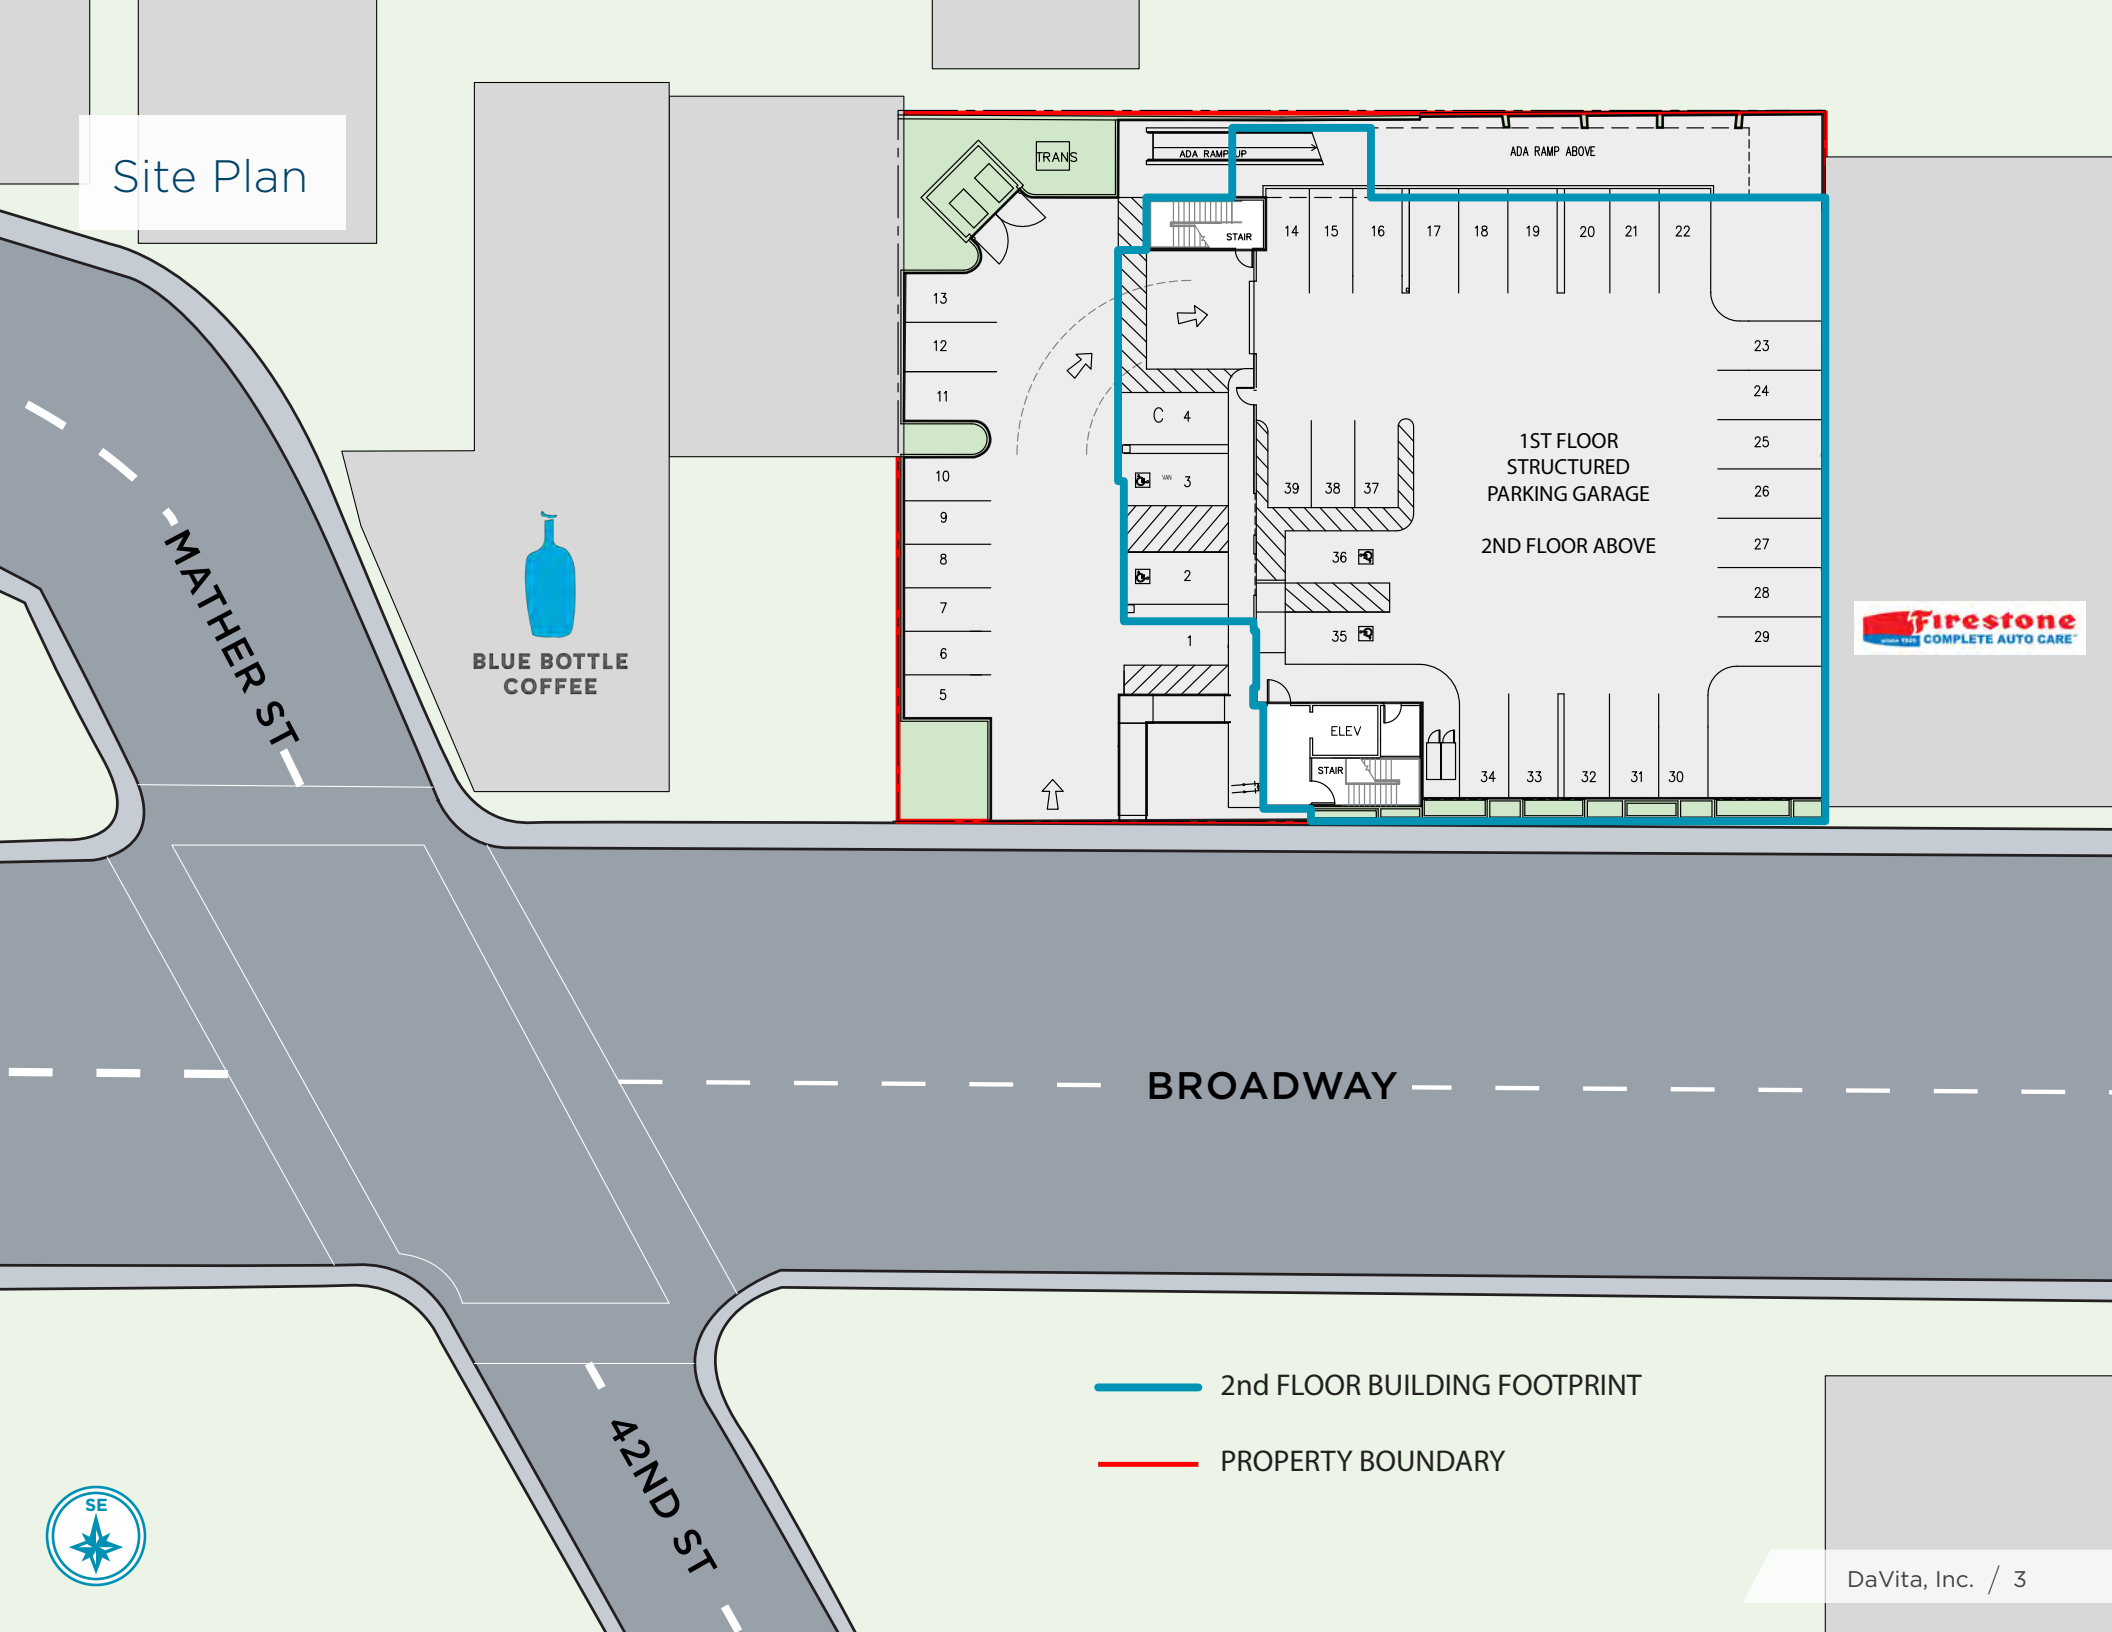 Site Plan
TRANS
ADA RAMP UP
ADA RAMP ABOVE
STAIR
14 15 16 17 18 19 20 21 22
13
12
11
10
9
8
7
6
5
C 4
VAN 3
2
1
23
24
25
26
27
28
29
1ST FLOOR
STRUCTURED
PARKING GARAGE
2ND FLOOR ABOVE
39 38 37
36
35
ELEV
STAIR
34 33 32 31 30
BLUE BOTTLE
COFFEE
Firestone
COMPLETE AUTO CARE
MATHER ST
BROADWAY
42ND ST
2nd FLOOR BUILDING FOOTPRINT
PROPERTY BOUNDARY
SE
DaVita, Inc. / 3